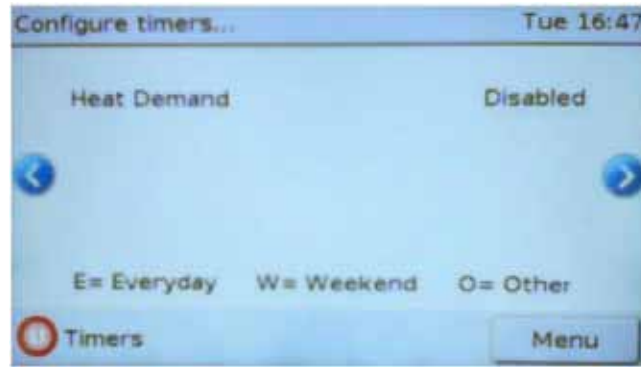 Configure timers... Tue 16:47
Heat Demand Disabled
E= Everyday W= Weekend O= Other
Timers Menu